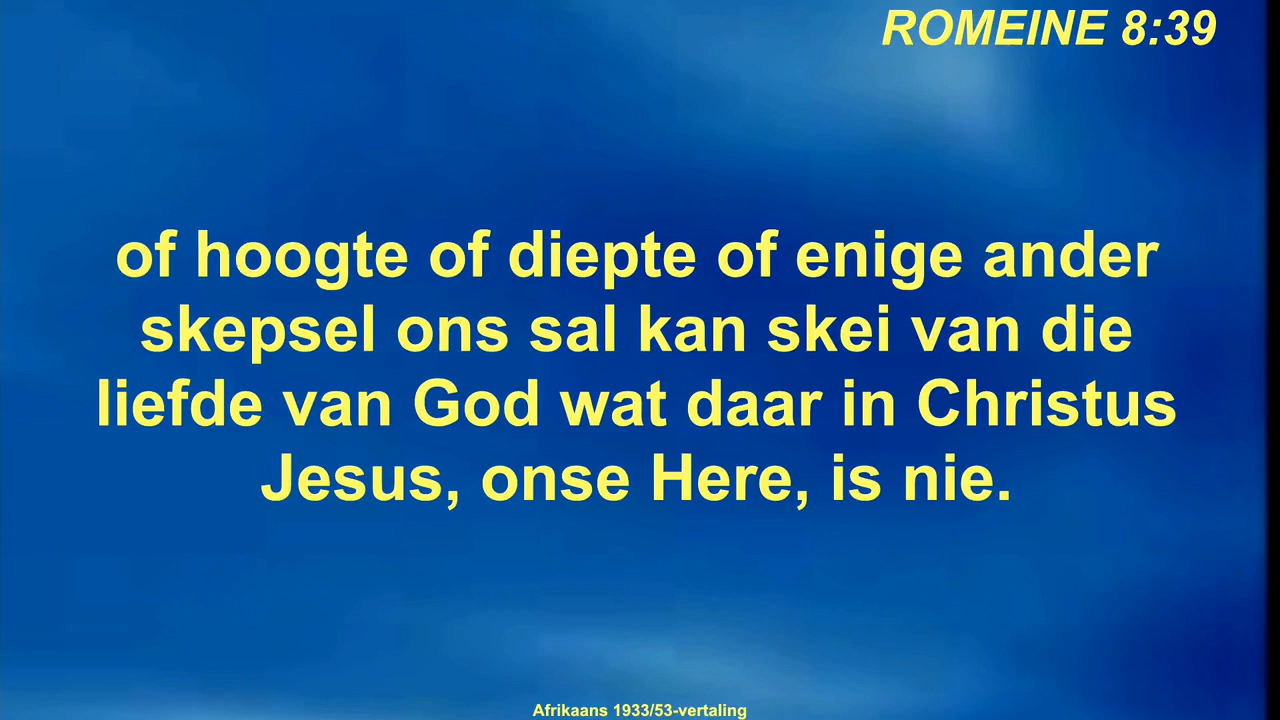 ROMEINE 8:39
of hoogte of diepte of enige ander
skepsel ons sal kan skei van die
liefde van God wat daar in Christus
Jesus, onse Here, is nie.
Afrikaans 1933/53-vertaling